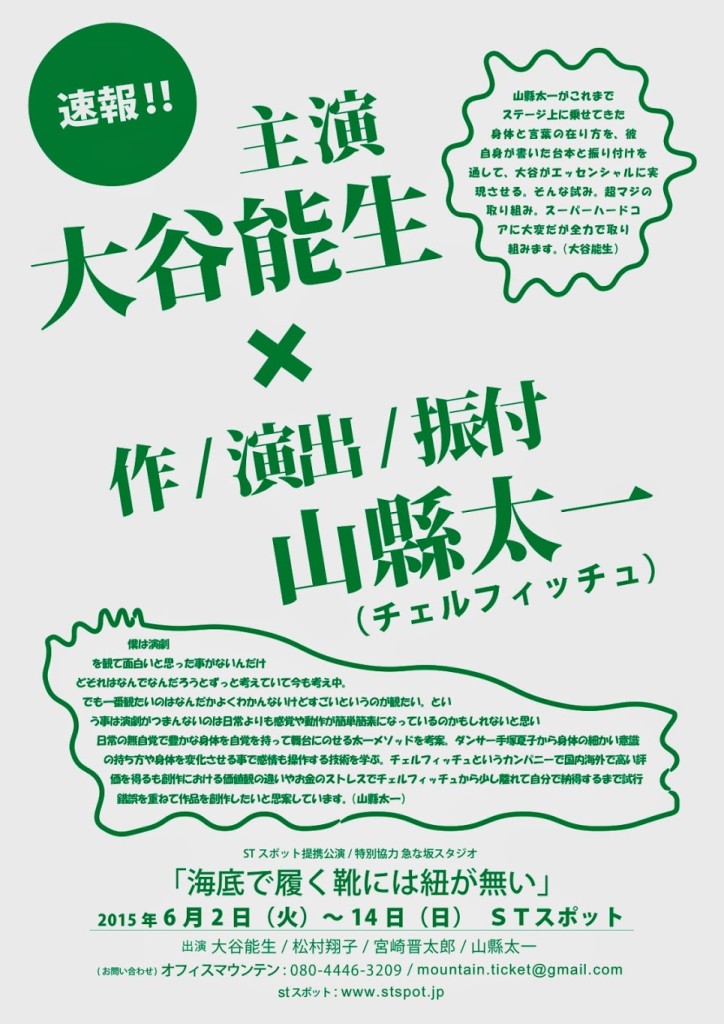 速報!!
主演
大谷能生
×
作/演出/振付
山縣太一
(チェルフィッチュ)
山縣太一がこれまで
ステージ上に乗せてきた
身体と言葉の在り方を、彼
自身が書いた台本と振り付けを
通して、大谷がエッセンシャルに実
現させる。そんな試み。超マジの
取り組み。スーパーハードコ
アに大変だが全力で取り
組みます。(大谷能生)
僕は演劇
を観て面白いと思った事がないんだけ
どそれはなんでなんだろうとずっと考えていて今も考え中。
でも一番観たいのはなんだかよくわかんないけどすごいというのが観たい。とい
う事は演劇がつまんないのは日常よりも感覚や動作が簡単簡素になっているのかもしれないと思い
日常の無自覚で豊かな身体を自覚を持って舞台にのせる太一メソッドを考案。ダンサー手塚夏子から身体の細かい意識
の持ち方や身体を変化させる事で感情も操作する技術を学ぶ。チェルフィッチュというカンパニーで国内海外で高い評
価を得るも創作における価値観の違いやお金のストレスでチェルフィッチュから少し離れて自分で納得するまで試行
錯誤を重ねて作品を創作したいと思案しています。(山縣太一)
STスポット提携公演/特別協力 急な坂スタジオ
「海底で履く靴には紐が無い」
2015年6月2日(火)〜14日(日) STスポット
出演 大谷能生/松村翔子/宮崎晋太郎/山縣太一
(お問い合わせ)オフィスマウンテン:080-4446-3209/mountain.ticket@gmail.com
stスポット:www.stspot.jp